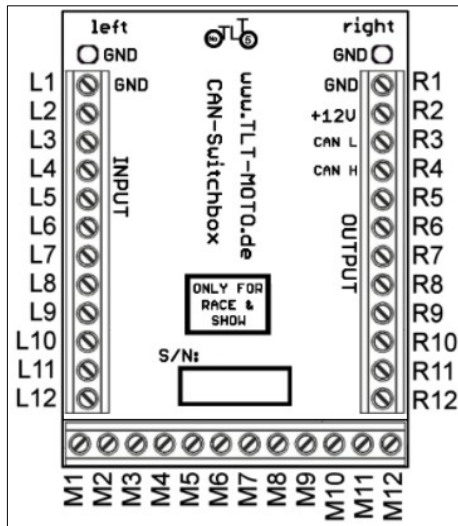 left
right
No TLT 6
GND
GND
L1
GND
GND
R1
L2
+12V
R2
L3
CAN L
R3
L4
CAN H
R4
L5
R5
L6
R6
L7
R7
L8
R8
L9
R9
L10
R10
L11
R11
L12
R12
INPUT
CAN-Switchbox
www.TLT-MOTO.de
OUTPUT
ONLY FOR
RACE &
SHOW
S/N:
M1
M2
M3
M4
M5
M6
M7
M8
M9
M10
M11
M12